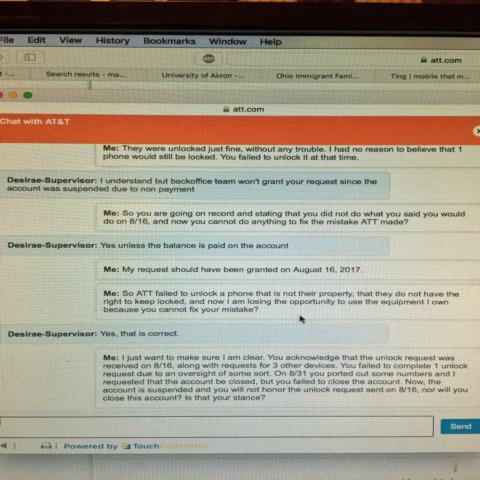 File Edit View History Bookmarks Window Help
att.com
Search results - ma...
University of Akron -...
Ohio Immigrant Fami...
Ting | mobile that m...
att.com
Chat with AT&T
Me: They were unlocked just fine, without any trouble. I had no reason to believe that 1
phone would still be locked. You failed to unlock it at that time.
Desirae-Supervisor: I understand but backoffice team won't grant your request since the
account was suspended due to non payment
Me: So you are going on record and stating that you did not do what you said you would
do on 8/16, and now you cannot do anything to fix the mistake ATT made?
Desirae-Supervisor: Yes unless the balance is paid on the account
Me: My request should have been granted on August 16, 2017.
Me: So ATT failed to unlock a phone that is not their property, that they do not have the
right to keep locked, and now I am losing the opportunity to use the equipment I own
because you cannot fix your mistake?
Desirae-Supervisor: Yes, that is correct.
Me: I just want to make sure I am clear. You acknowledge that the unlock request was
received on 8/16, along with requests for 3 other devices. You failed to complete 1 unlock
request due to an oversight of some sort. On 8/31 you ported out some numbers and I
requested that the account be closed, but you failed to close the account. Now, the
account is suspended and you will not honor the unlock request sent on 8/16, nor will you
close this account? Is that your stance?
Send
Powered by Touch